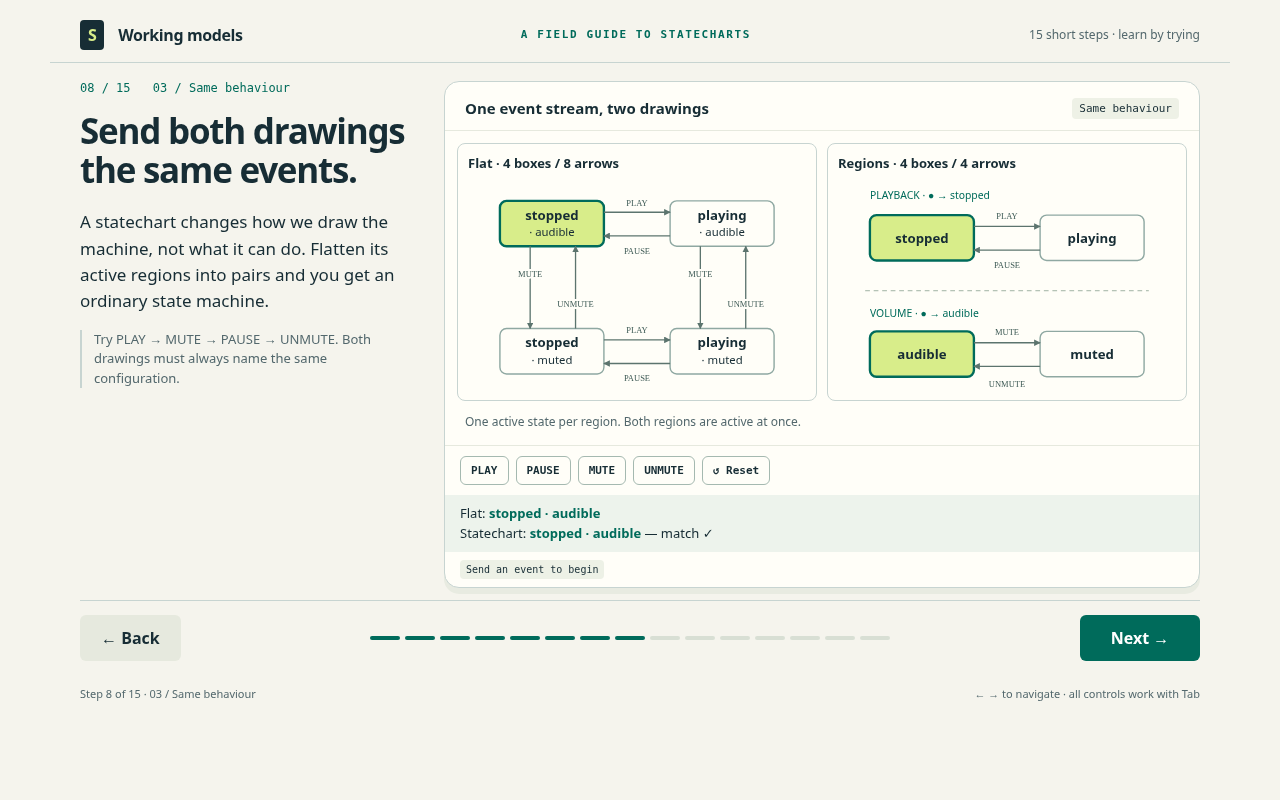 S Working models
A FIELD GUIDE TO STATECHARTS
15 short steps · learn by trying
08 / 15 03 / Same behaviour
Send both drawings
the same events.
A statechart changes how we draw the
machine, not what it can do. Flatten its
active regions into pairs and you get an
ordinary state machine.
Try PLAY → MUTE → PAUSE → UNMUTE. Both
drawings must always name the same
configuration.
One event stream, two drawings
Same behaviour
Flat · 4 boxes / 8 arrows
stopped
· audible
PLAY
PAUSE
playing
· audible
MUTE
UNMUTE
MUTE
UNMUTE
stopped
· muted
PLAY
PAUSE
playing
· muted
Regions · 4 boxes / 4 arrows
PLAYBACK · ● → stopped
stopped
PLAY
PAUSE
playing
VOLUME · ● → audible
audible
MUTE
UNMUTE
muted
One active state per region. Both regions are active at once.
PLAY
PAUSE
MUTE
UNMUTE
↺ Reset
Flat: stopped · audible
Statechart: stopped · audible — match ✓
Send an event to begin
← Back
Next →
Step 8 of 15 · 03 / Same behaviour
← → to navigate · all controls work with Tab